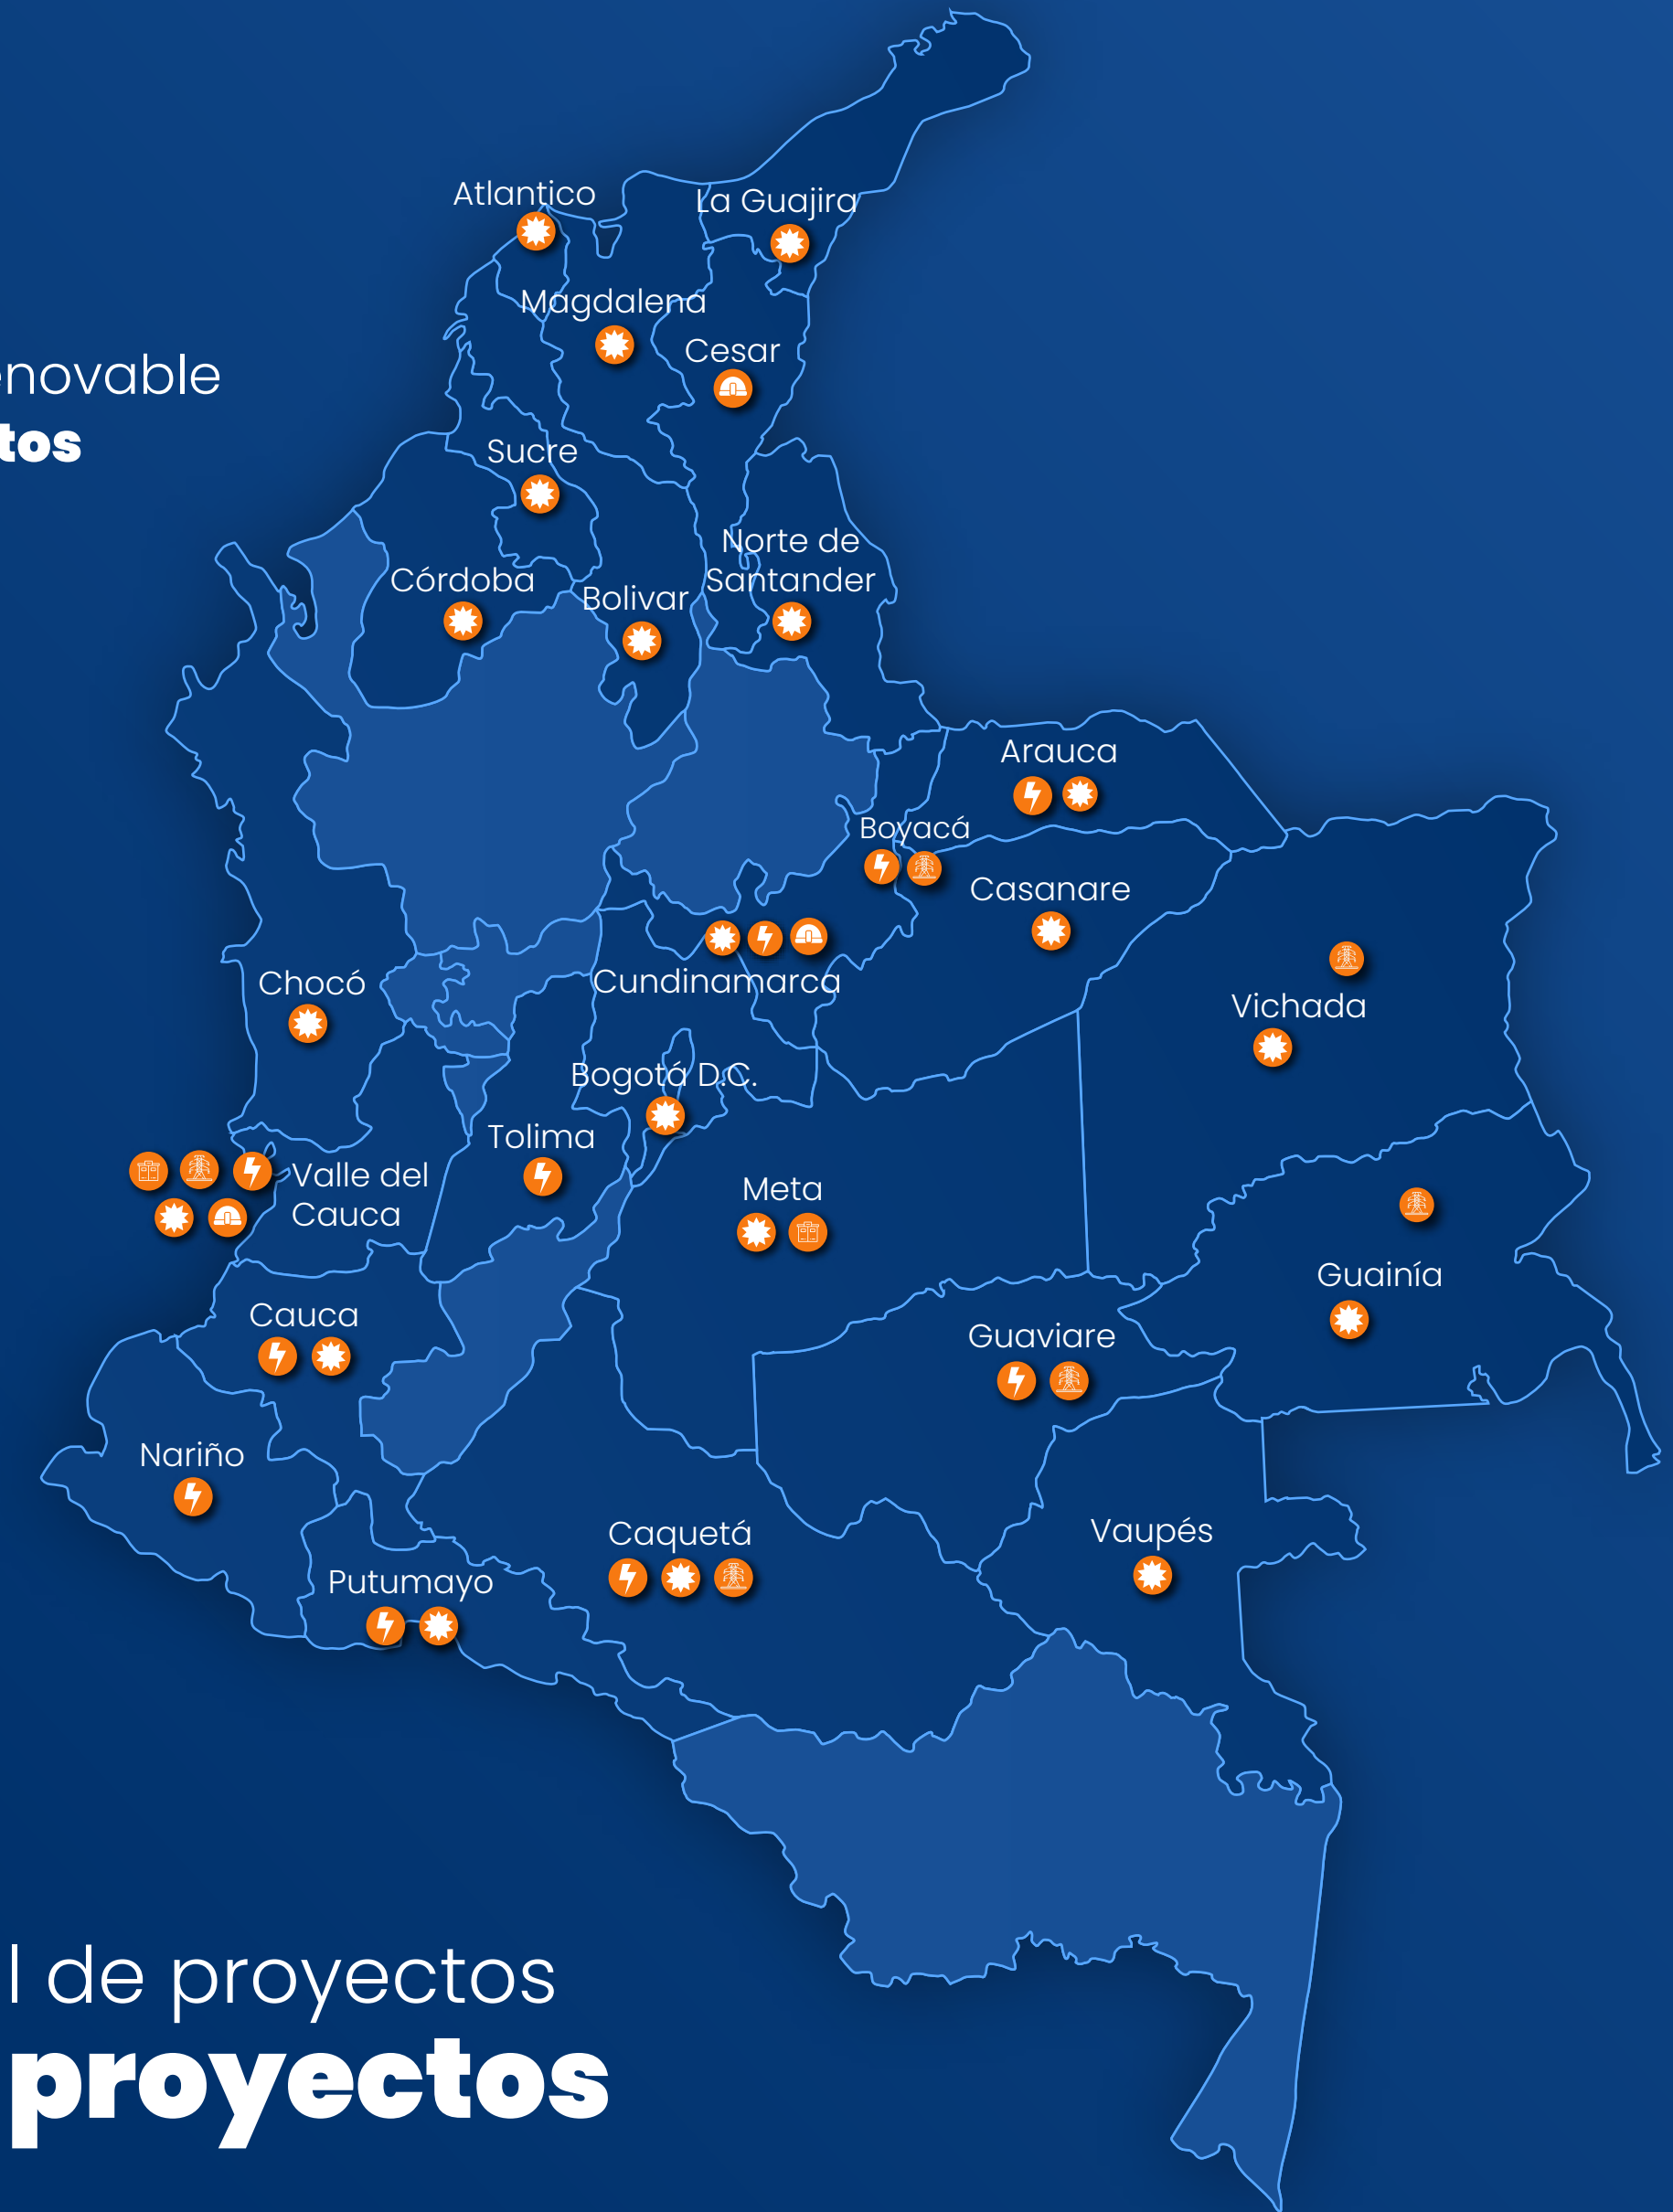 Atlantico
La Guajira
Magdalena
Cesar
enovable
tos
Sucre
Norte de
Santander
Córdoba
Bolivar
Arauca
Boyacá
Casanare
Chocó
Cundinamarca
Vichada
Bogotá D.C.
Tolima
Valle del
Cauca
Meta
Guainía
Cauca
Guaviare
Nariño
Caquetá
Vaupés
Putumayo
l de proyectos
proyectos